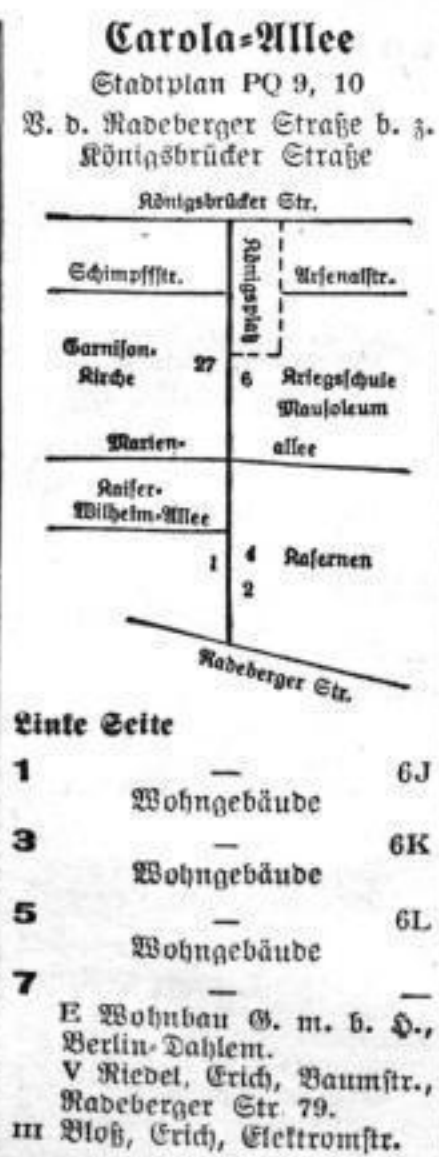 Carola-Allee
Stadtplan PQ 9, 10
V. d. Radeberger Straße b. z.
Königsbrücker Straße
Königsbrücker Str.
Königsplatz
Schimpffstr.
Arsenalstr.
Garnison-
Kirche
27
6
Kriegsschule
Mausoleum
Marien-
allee
Kaiser-
Wilhelm-Allee
1
4
Kasernen
2
Radeberger Str.
Linke Seite
1 — 6J
Wohngebäude
3 — 6K
Wohngebäude
5 — 6L
Wohngebäude
7 — —
E Wohnbau G. m. b. H.,
Berlin-Dahlem.
V Riedel, Erich, Baumstr.,
Radeberger Str 79.
III Bloß, Erich, Elektromstr.